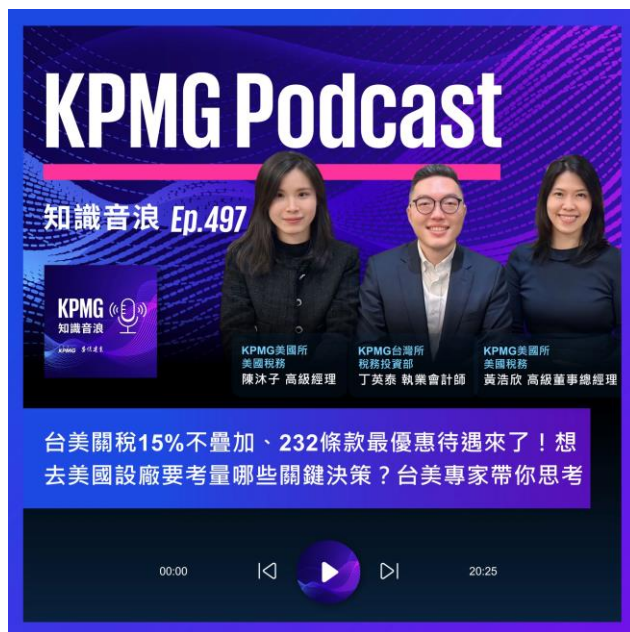 KPMG Podcast
知識音浪 Ep.497
KPMG
知識音浪
KPMG 安侯建業
KPMG美國所
美國稅務
陳沐子 高級經理
KPMG台灣所
稅務投資部
丁英泰 執業會計師
KPMG美國所
美國稅務
黃浩欣 高級董事總經理
台美關稅15%不疊加、232條款最優惠待遇來了！想
去美國設廠要考量哪些關鍵決策？台美專家帶你思考
00:00
20:25